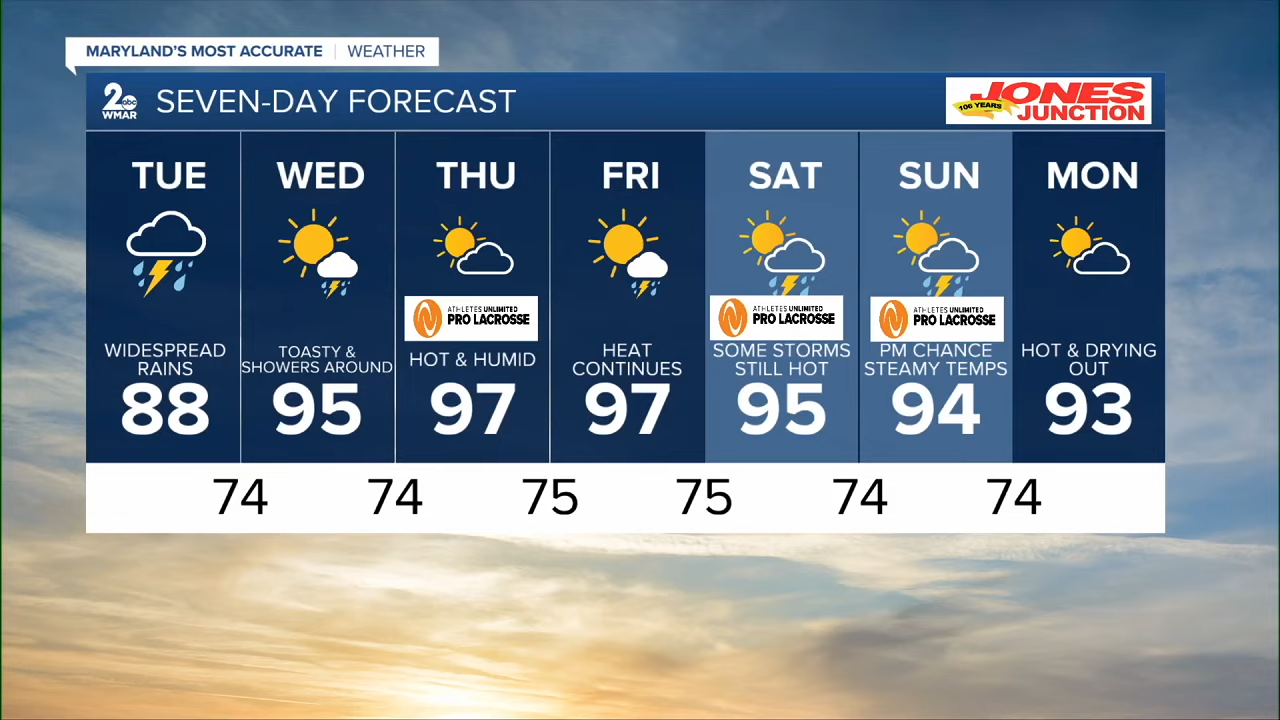 MARYLAND'S MOST ACCURATE | WEATHER
2 abc
WMAR
SEVEN-DAY FORECAST
JONES
106 YEARS
JUNCTION
TUE
WIDESPREAD
RAINS
88
WED
TOASTY &
SHOWERS AROUND
95
THU
ATHLETES UNLIMITED
PRO LACROSSE
HOT & HUMID
97
FRI
HEAT
CONTINUES
97
SAT
ATHLETES UNLIMITED
PRO LACROSSE
SOME STORMS
STILL HOT
95
SUN
ATHLETES UNLIMITED
PRO LACROSSE
PM CHANCE
STEAMY TEMPS
94
MON
HOT & DRYING
OUT
93
74 74 75 75 74 74